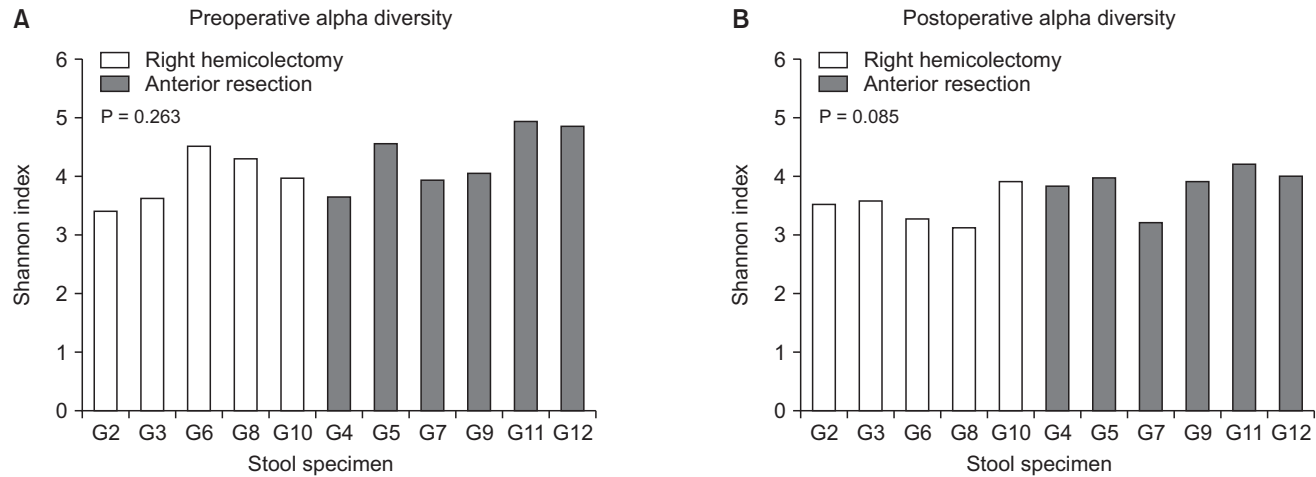 A
Preoperative alpha diversity
6
5
4
3
2
1
0
Shannon index
Right hemicolectomy
Anterior resection
P = 0.263
G2 G3 G6 G8 G10 G4 G5 G7 G9 G11 G12
Stool specimen
B
Postoperative alpha diversity
6
5
4
3
2
1
0
Shannon index
Right hemicolectomy
Anterior resection
P = 0.085
G2 G3 G6 G8 G10 G4 G5 G7 G9 G11 G12
Stool specimen